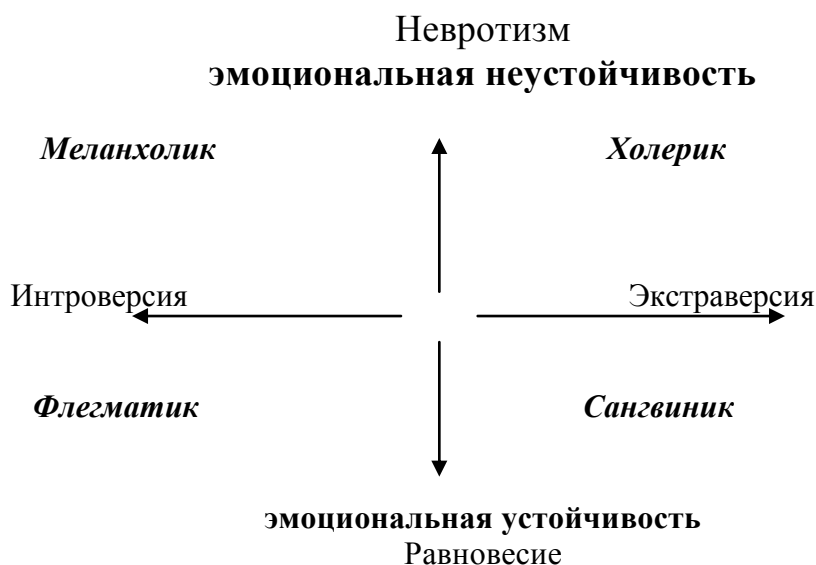 Невротизм
эмоциональная неустойчивость
Меланхолик
Холерик
Интроверсия
Экстраверсия
Флегматик
Сангвиник
эмоциональная устойчивость
Равновесие